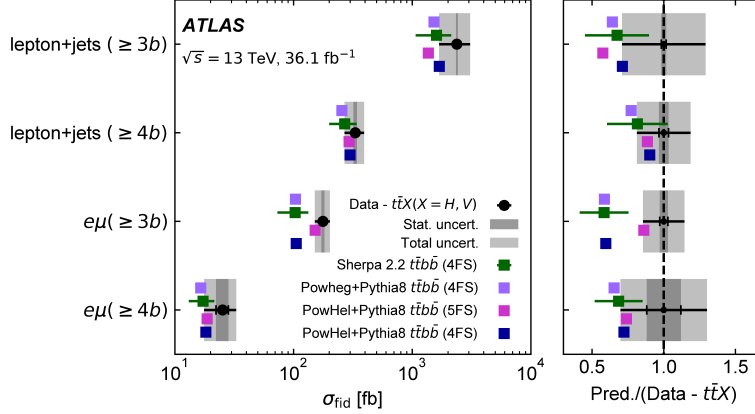 ATLAS
√s = 13 TeV, 36.1 fb⁻¹
lepton+jets (≥ 3b)
lepton+jets (≥ 4b)
eμ(≥ 3b)
eμ(≥ 4b)
Data - tt̄X(X = H, V)
Stat. uncert.
Total uncert.
Sherpa 2.2 tt̄bb̄ (4FS)
Powheg+Pythia8 tt̄bb̄ (4FS)
PowHel+Pythia8 tt̄bb̄ (5FS)
PowHel+Pythia8 tt̄bb̄ (4FS)
10¹ 10² 10³ 10⁴
σfid [fb]
0.5 1.0 1.5
Pred./(Data - tt̄X)